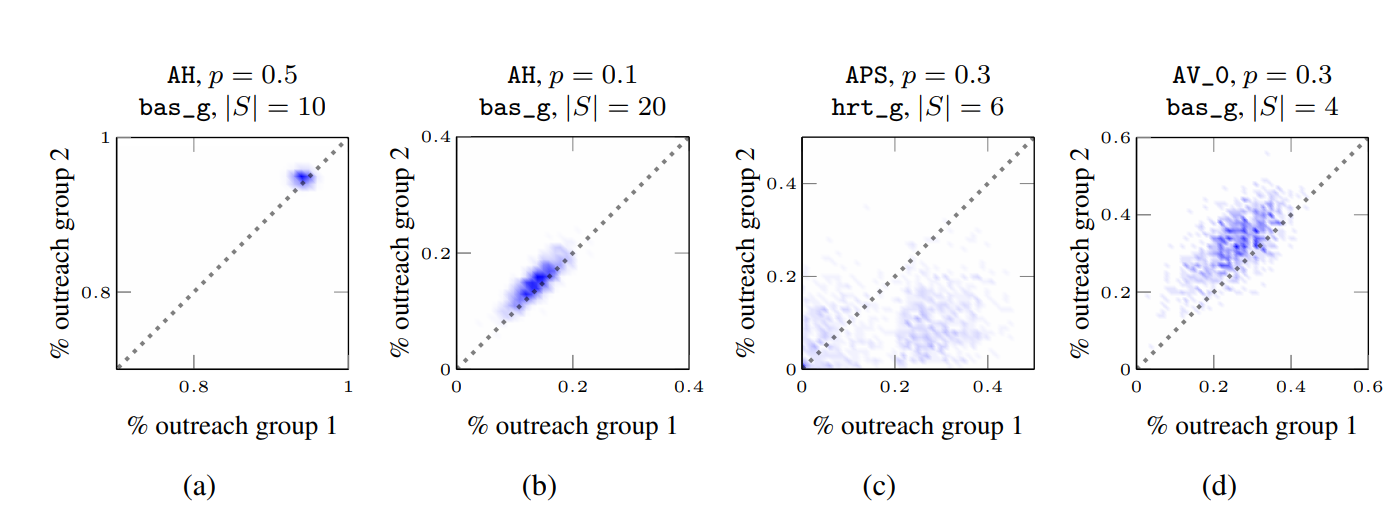 AH, p = 0.5
bas_g, |S| = 10
% outreach group 2
1
0.8
0.8
1
% outreach group 1
(a)
AH, p = 0.1
bas_g, |S| = 20
% outreach group 2
0.4
0.2
0
0
0.2
0.4
% outreach group 1
(b)
APS, p = 0.3
hrt_g, |S| = 6
% outreach group 2
0.4
0.2
0
0
0.2
0.4
% outreach group 1
(c)
AV_0, p = 0.3
bas_g, |S| = 4
% outreach group 2
0.6
0.4
0.2
0
0
0.2
0.4
0.6
% outreach group 1
(d)